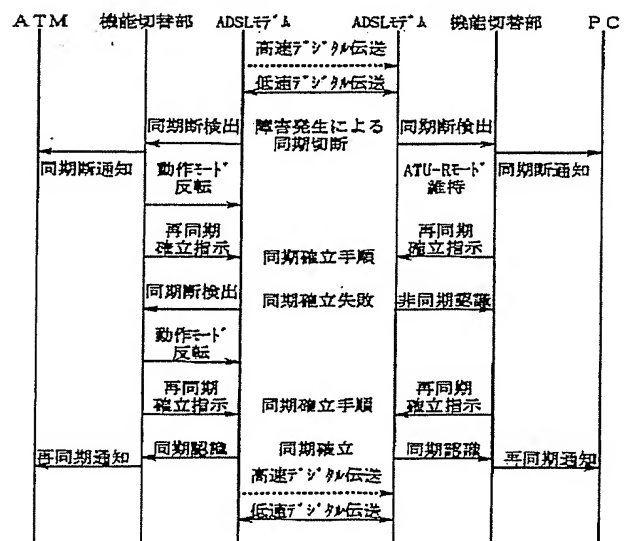 ATM 機能切替部 ADSLモデム ADSLモデム 機能切替部 PC
高速デジタル伝送
低速デジタル伝送
同期断検出 障害発生による 同期断検出
同期切断
同期断通知 動作モード ATU-Rモード 同期断通知
反転 維持
再同期 再同期
確立指示 同期確立手順 確立指示
同期断検出 同期確立失敗 非同期認識
動作モード
反転
再同期 再同期
確立指示 同期確立手順 確立指示
再同期通知 同期認識 同期確立 同期認識 再同期通知
高速デジタル伝送
低速デジタル伝送